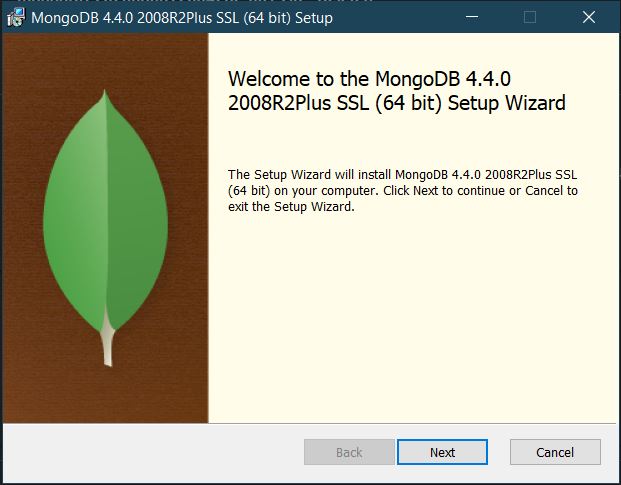 MongoDB 4.4.0 2008R2Plus SSL (64 bit) Setup
Welcome to the MongoDB 4.4.0
2008R2Plus SSL (64 bit) Setup Wizard
The Setup Wizard will install MongoDB 4.4.0 2008R2Plus SSL
(64 bit) on your computer. Click Next to continue or Cancel to
exit the Setup Wizard.
Back
Next
Cancel